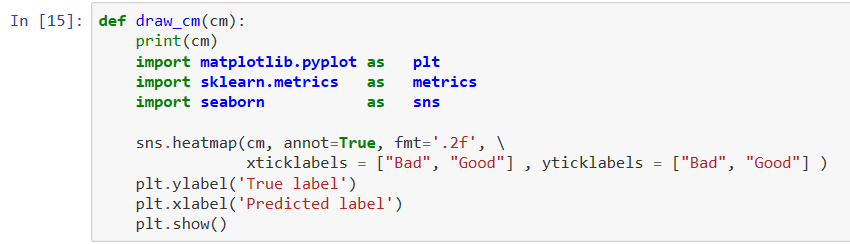 In [15]: def draw_cm(cm):
    print(cm)
    import matplotlib.pyplot as   plt
    import sklearn.metrics   as   metrics
    import seaborn           as   sns

    sns.heatmap(cm, annot=True, fmt='.2f', \
                xticklabels = ["Bad", "Good"] , yticklabels = ["Bad", "Good"] )
    plt.ylabel('True label')
    plt.xlabel('Predicted label')
    plt.show()